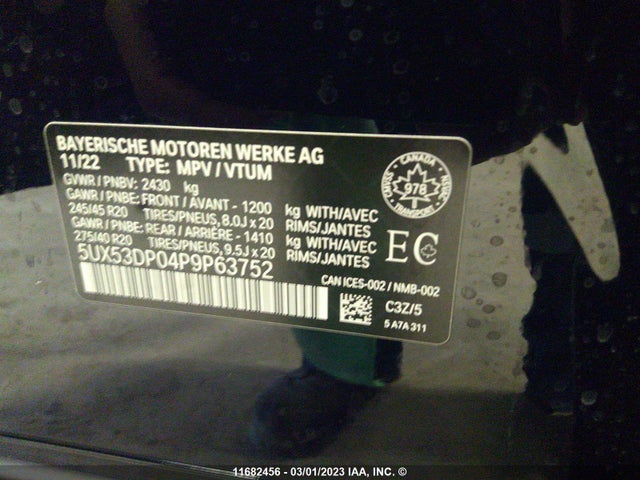 BAYERISCHE MOTOREN WERKE AG
11/22 TYPE: MPV / VTUM
GVWR / PNBV: 2430 kg
GAWR / PNBE: FRONT / AVANT - 1200 kg WITH/AVEC
245/45 R20 TIRES/PNEUS, 8.0J x 20 RIMS/JANTES
GAWR / PNBE: REAR / ARRIÈRE - 1410 kg WITH/AVEC
275/40 R20 TIRES/PNEUS, 9.5J x 20 RIMS/JANTES
5UX53DP04P9P63752
CANADA
978
TRANSPORT
EC
CAN ICES-002 / NMB-002
C3Z/5
5 A7A 311
11682456 - 03/01/2023 IAA, INC. ©